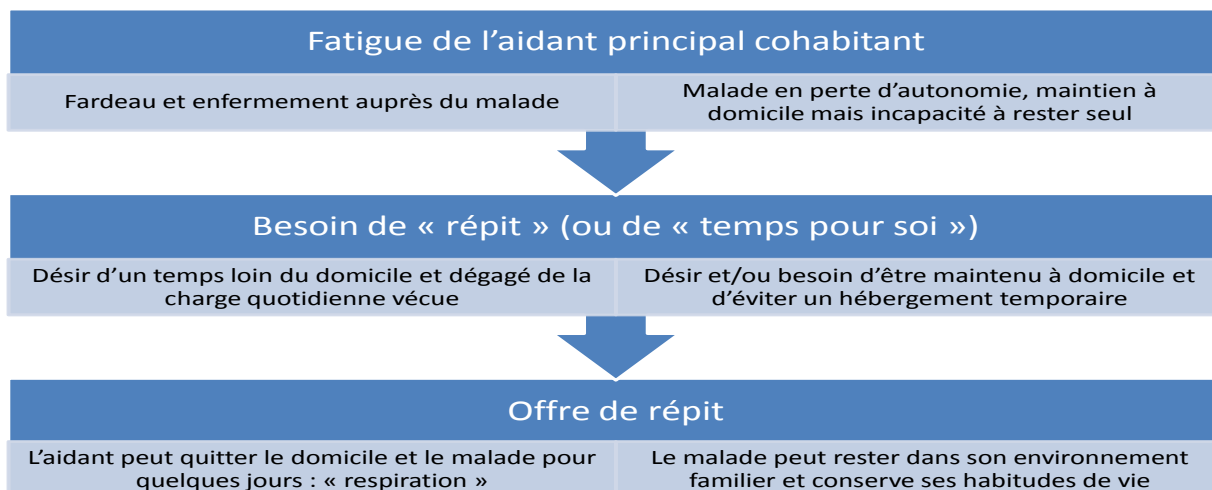 Fatigue de l’aidant principal cohabitant
Fardeau et enfermement auprès du malade
Malade en perte d’autonomie, maintien à
domicile mais incapacité à rester seul
Besoin de « répit » (ou de « temps pour soi »)
Désir d’un temps loin du domicile et dégagé de la
charge quotidienne vécue
Désir et/ou besoin d’être maintenu à domicile et
d’éviter un hébergement temporaire
Offre de répit
L’aidant peut quitter le domicile et le malade pour
quelques jours : « respiration »
Le malade peut rester dans son environnement
familier et conserve ses habitudes de vie